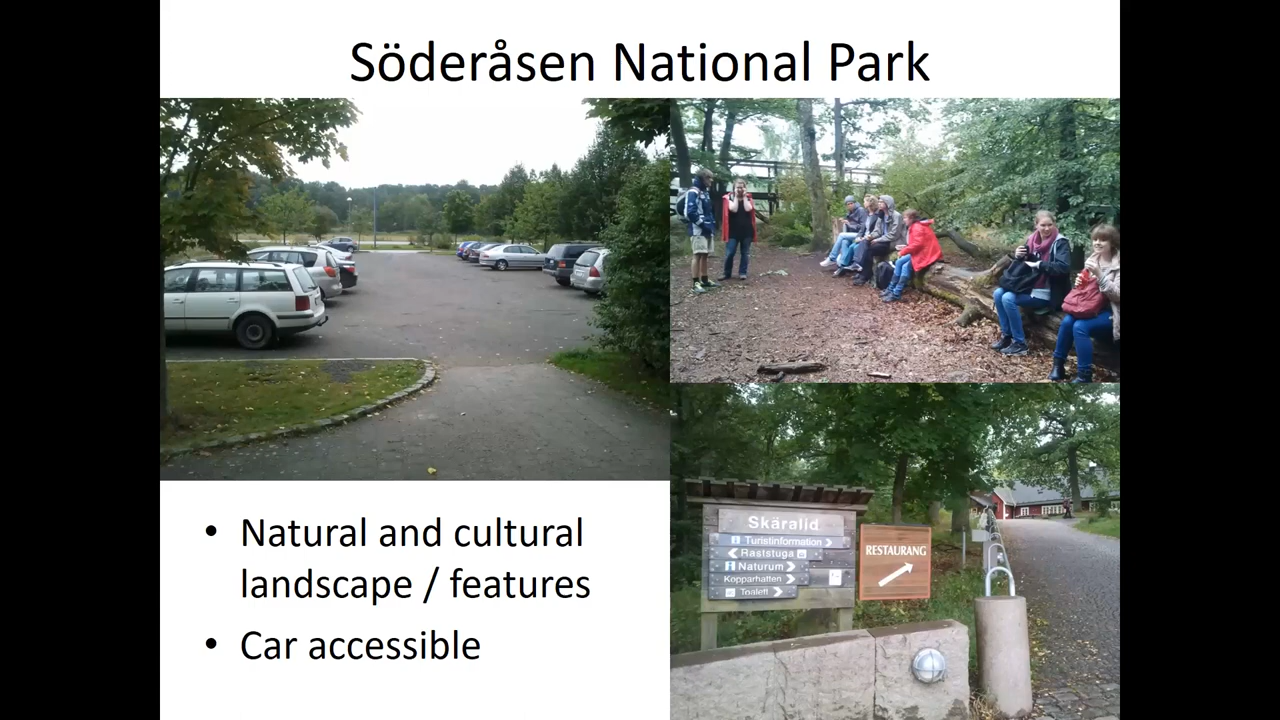 Söderåsen National Park
Skäralid
Turistinformation
Raststuga
Naturum
Kopparhatten
Toalett
RESTAURANG
• Natural and cultural
landscape / features
• Car accessible